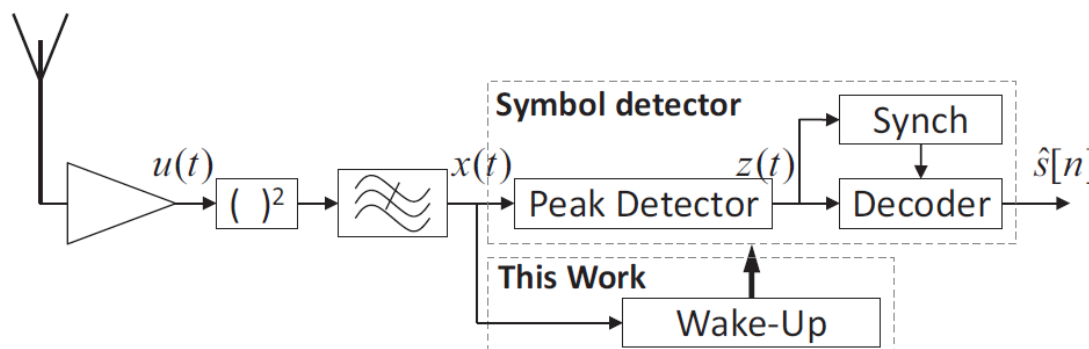 Symbol detector
Synch
u(t)
x(t)
z(t)
ŝ[n]
( )²
Peak Detector
Decoder
This Work
Wake-Up